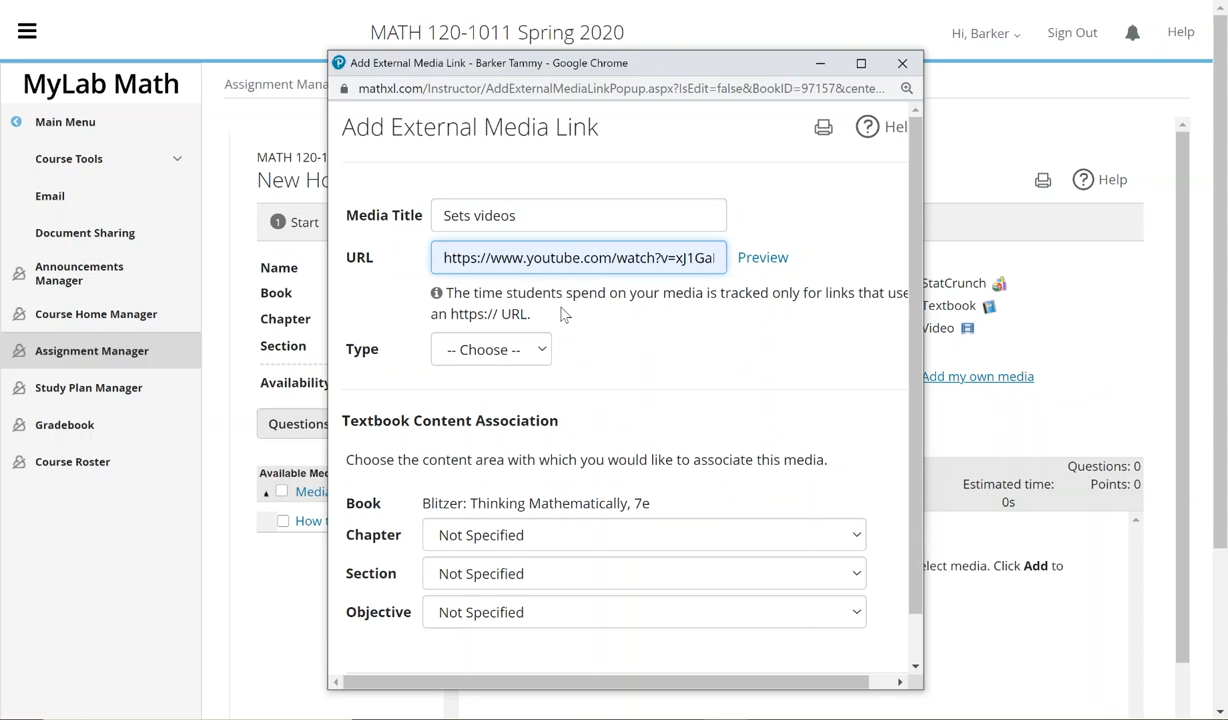 MATH 120-1011 Spring 2020
Hi, Barker
Sign Out
Help
MyLab Math
Main Menu
Course Tools
Email
Document Sharing
Announcements
Manager
Course Home Manager
Assignment Manager
Study Plan Manager
Gradebook
Course Roster
Assignment Mana
MATH 120-1
New Ho
1 Start
Name
Book
Chapter
Section
Availability
Questions
Available Med
Media
How t
Add External Media Link - Barker Tammy - Google Chrome
mathxl.com/Instructor/AddExternalMediaLinkPopup.aspx?IsEdit=false&BookID=97157&cente...
Add External Media Link
Hel
Media Title Sets videos
URL https://www.youtube.com/watch?v=xJ1Ga Preview
The time students spend on your media is tracked only for links that use
an https:// URL.
Type -- Choose --
Textbook Content Association
Choose the content area with which you would like to associate this media.
Book Blitzer: Thinking Mathematically, 7e
Chapter Not Specified
Section Not Specified
Objective Not Specified
Help
StatCrunch
Textbook
Video
Add my own media
Questions: 0
Estimated time: Points: 0
0s
elect media. Click Add to